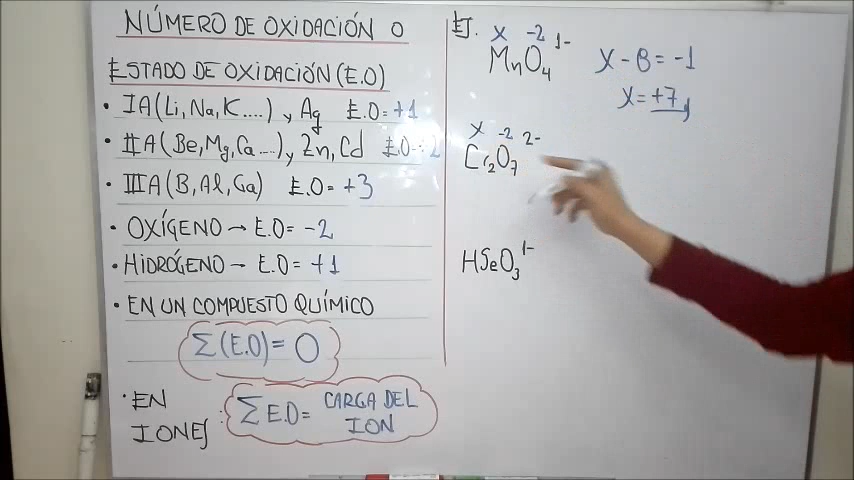 NÚMERO DE OXIDACIÓN O
ESTADO DE OXIDACIÓN (E.O)
• IA (Li, Na, K....) y Ag E.O = +1
• IIA (Be, Mg, Ca....), Zn, Cd E.O = +2
• IIIA (B, Al, Ga) E.O = +3
• OXÍGENO → E.O = -2
• HIDRÓGENO → E.O = +1
• EN UN COMPUESTO QUÍMICO
Σ(E.O) = O
• EN
IONES :
Σ E.O = CARGA DEL
ION
Ej. X -2 1-
MnO4 X - 8 = -1
X = +7
X -2 2-
Cr2O7
HSeO3 1-